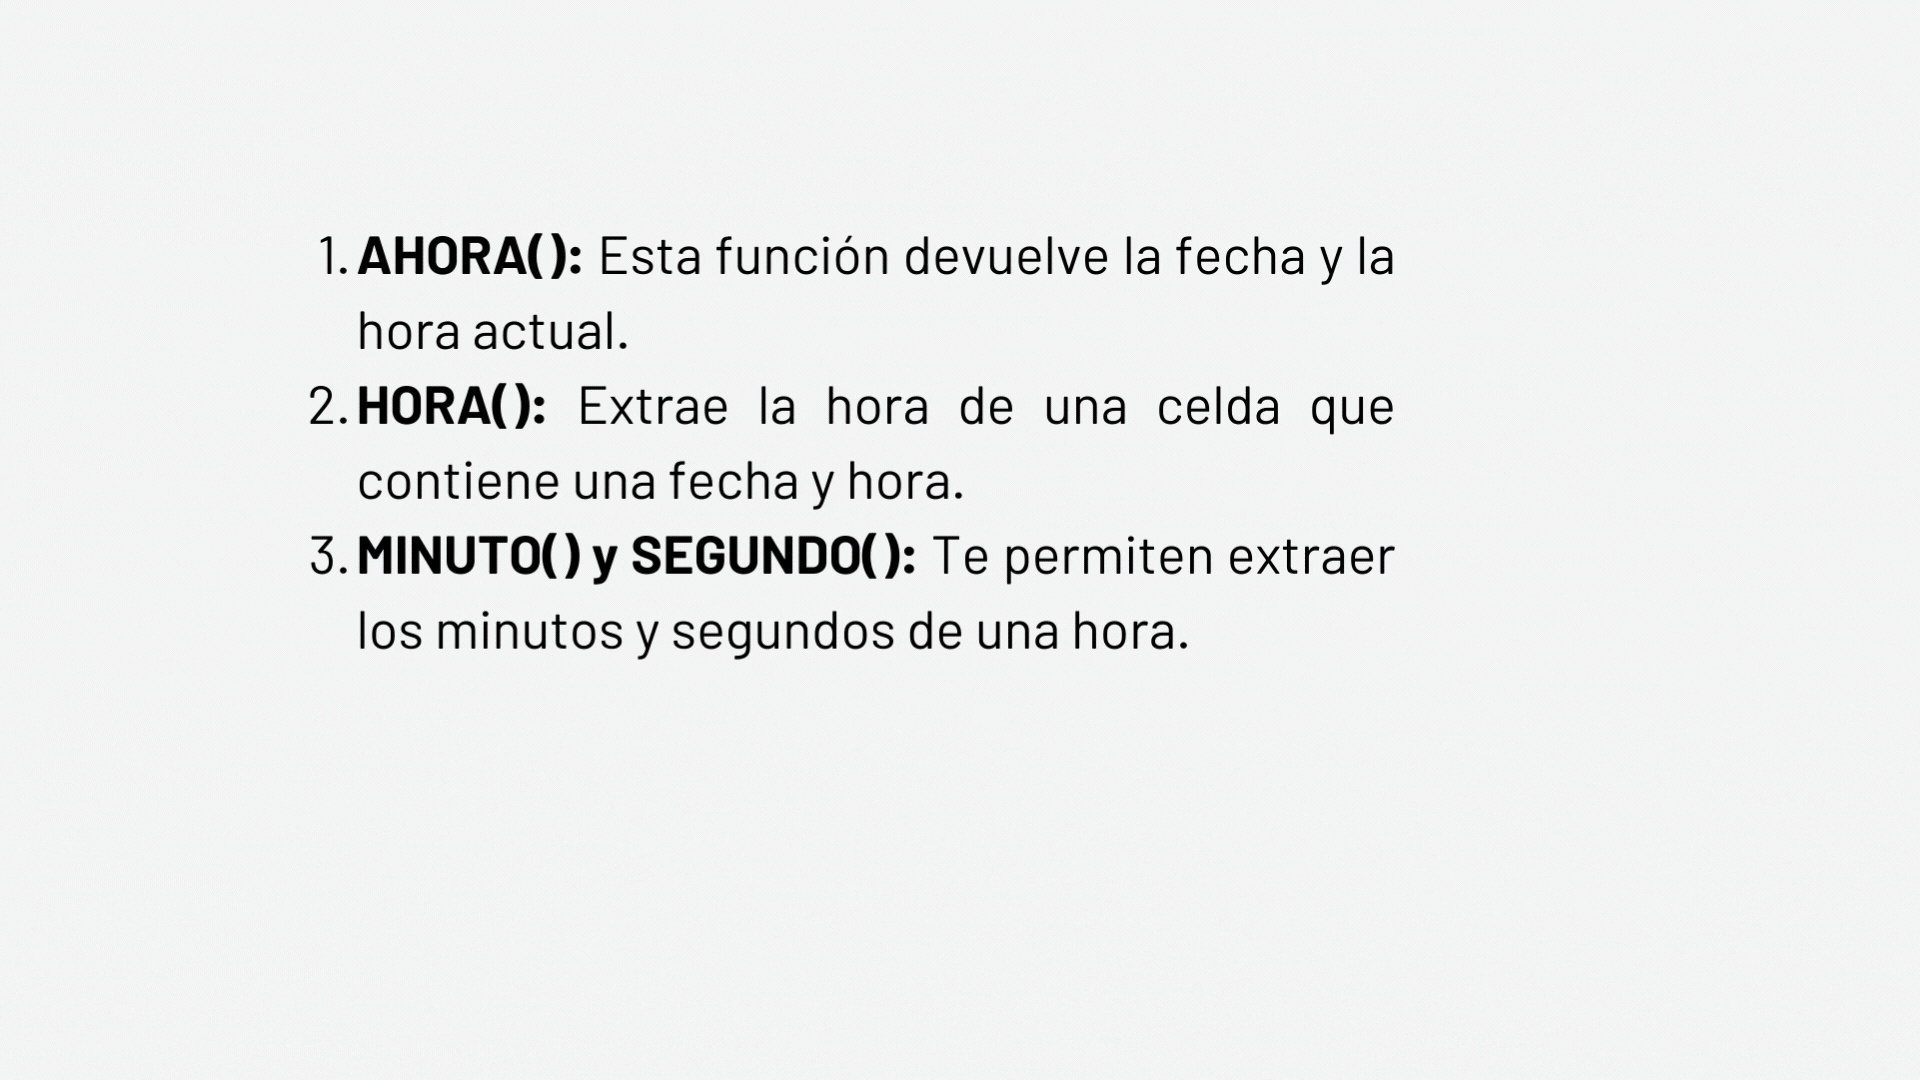 1. AHORA(): Esta función devuelve la fecha y la
hora actual.
2. HORA(): Extrae la hora de una celda que
contiene una fecha y hora.
3. MINUTO() y SEGUNDO(): Te permiten extraer
los minutos y segundos de una hora.